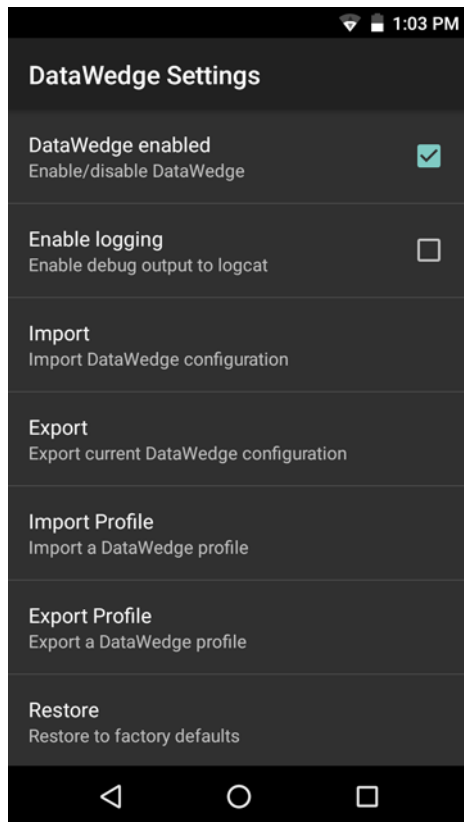 1:03 PM
DataWedge Settings
DataWedge enabled
Enable/disable DataWedge
Enable logging
Enable debug output to logcat
Import
Import DataWedge configuration
Export
Export current DataWedge configuration
Import Profile
Import a DataWedge profile
Export Profile
Export a DataWedge profile
Restore
Restore to factory defaults